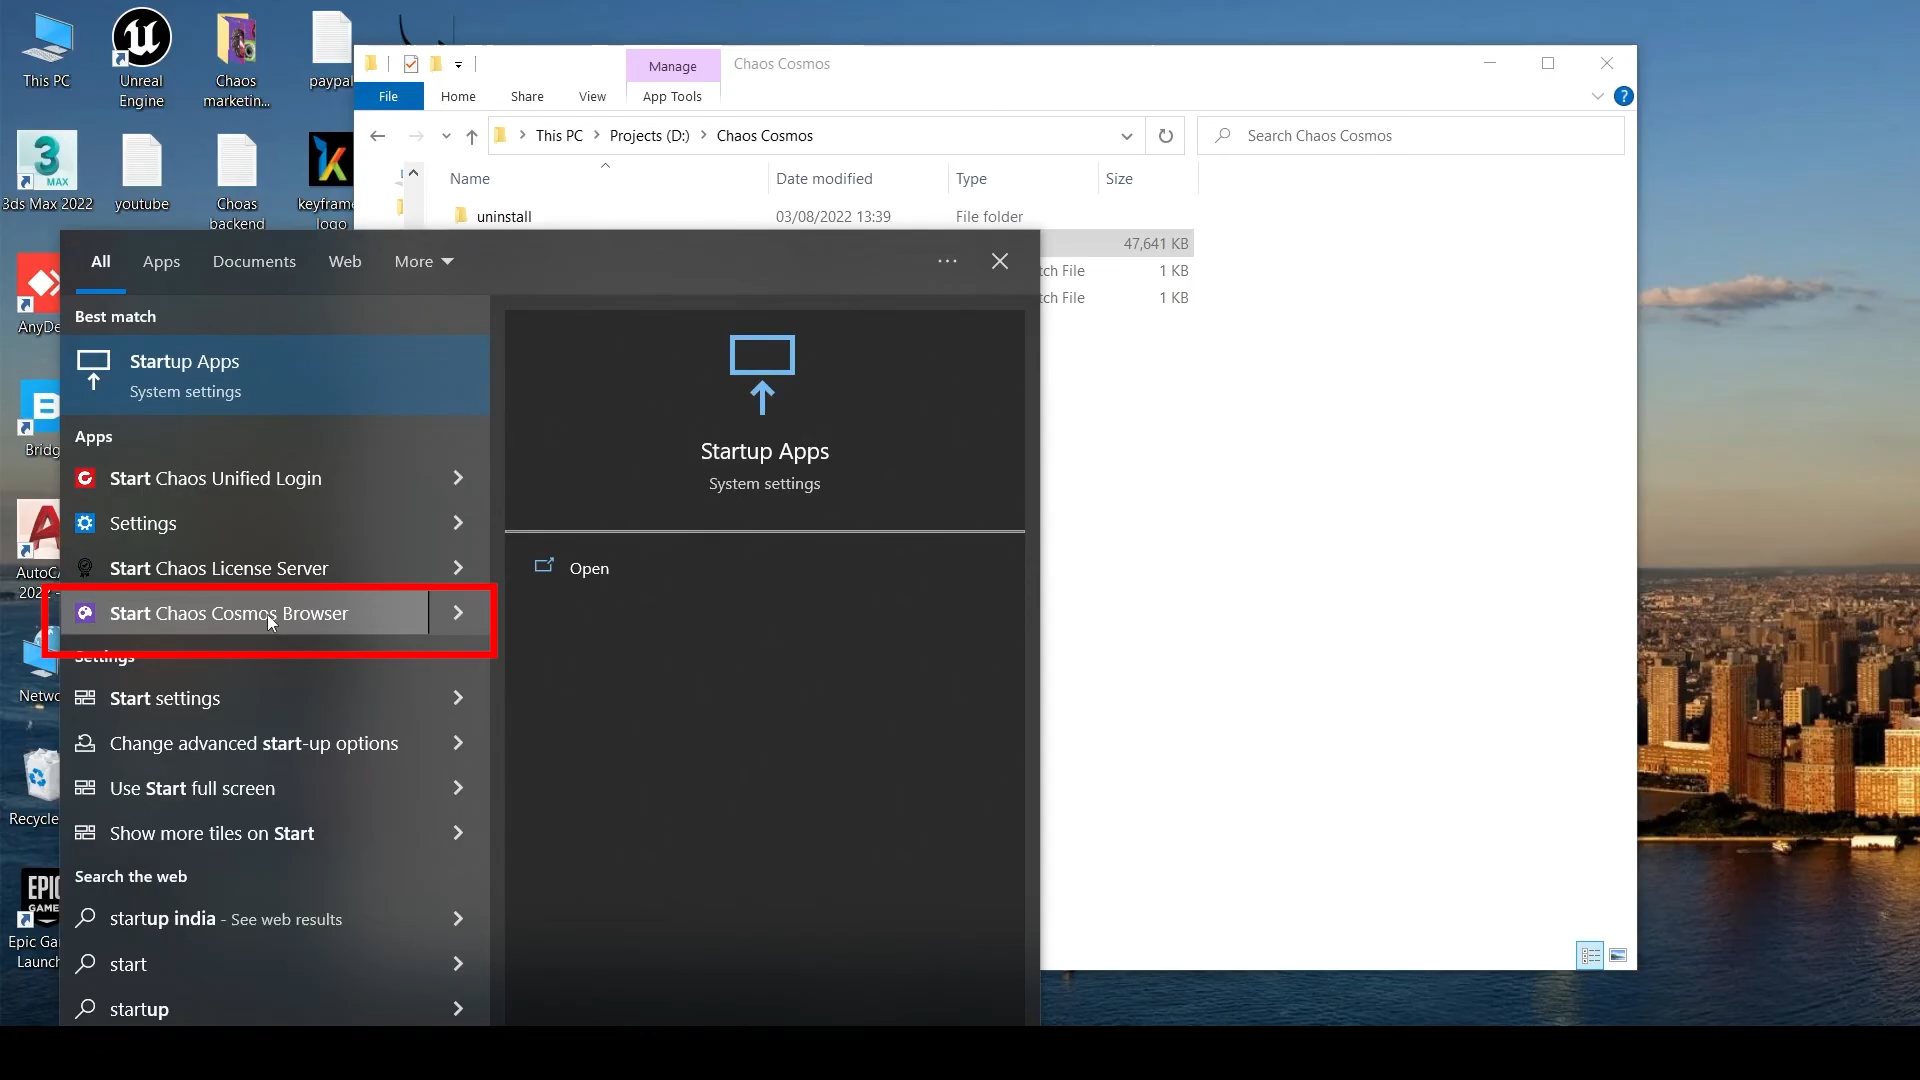 This PC
Unreal
Engine
Chaos
marketin...
paypal
3ds Max 2022
youtube
Choas
backend
keyframe
logo
AnyDe
Bridg
AutoCA
Netwo
Recycle
EPIC
GAME
Epic Ga
Launch
Manage
Chaos Cosmos
File
Home
Share
View
App Tools
This PC
Projects (D:)
Chaos Cosmos
Search Chaos Cosmos
Name
Date modified
Type
Size
uninstall
03/08/2022 13:39
File folder
47,641 KB
tch File
1 KB
tch File
1 KB
All
Apps
Documents
Web
More
Best match
Startup Apps
System settings
Apps
Start Chaos Unified Login
Settings
Start Chaos License Server
Start Chaos Cosmos Browser
Settings
Start settings
Change advanced start-up options
Use Start full screen
Show more tiles on Start
Search the web
startup india - See web results
start
startup
Startup Apps
System settings
Open